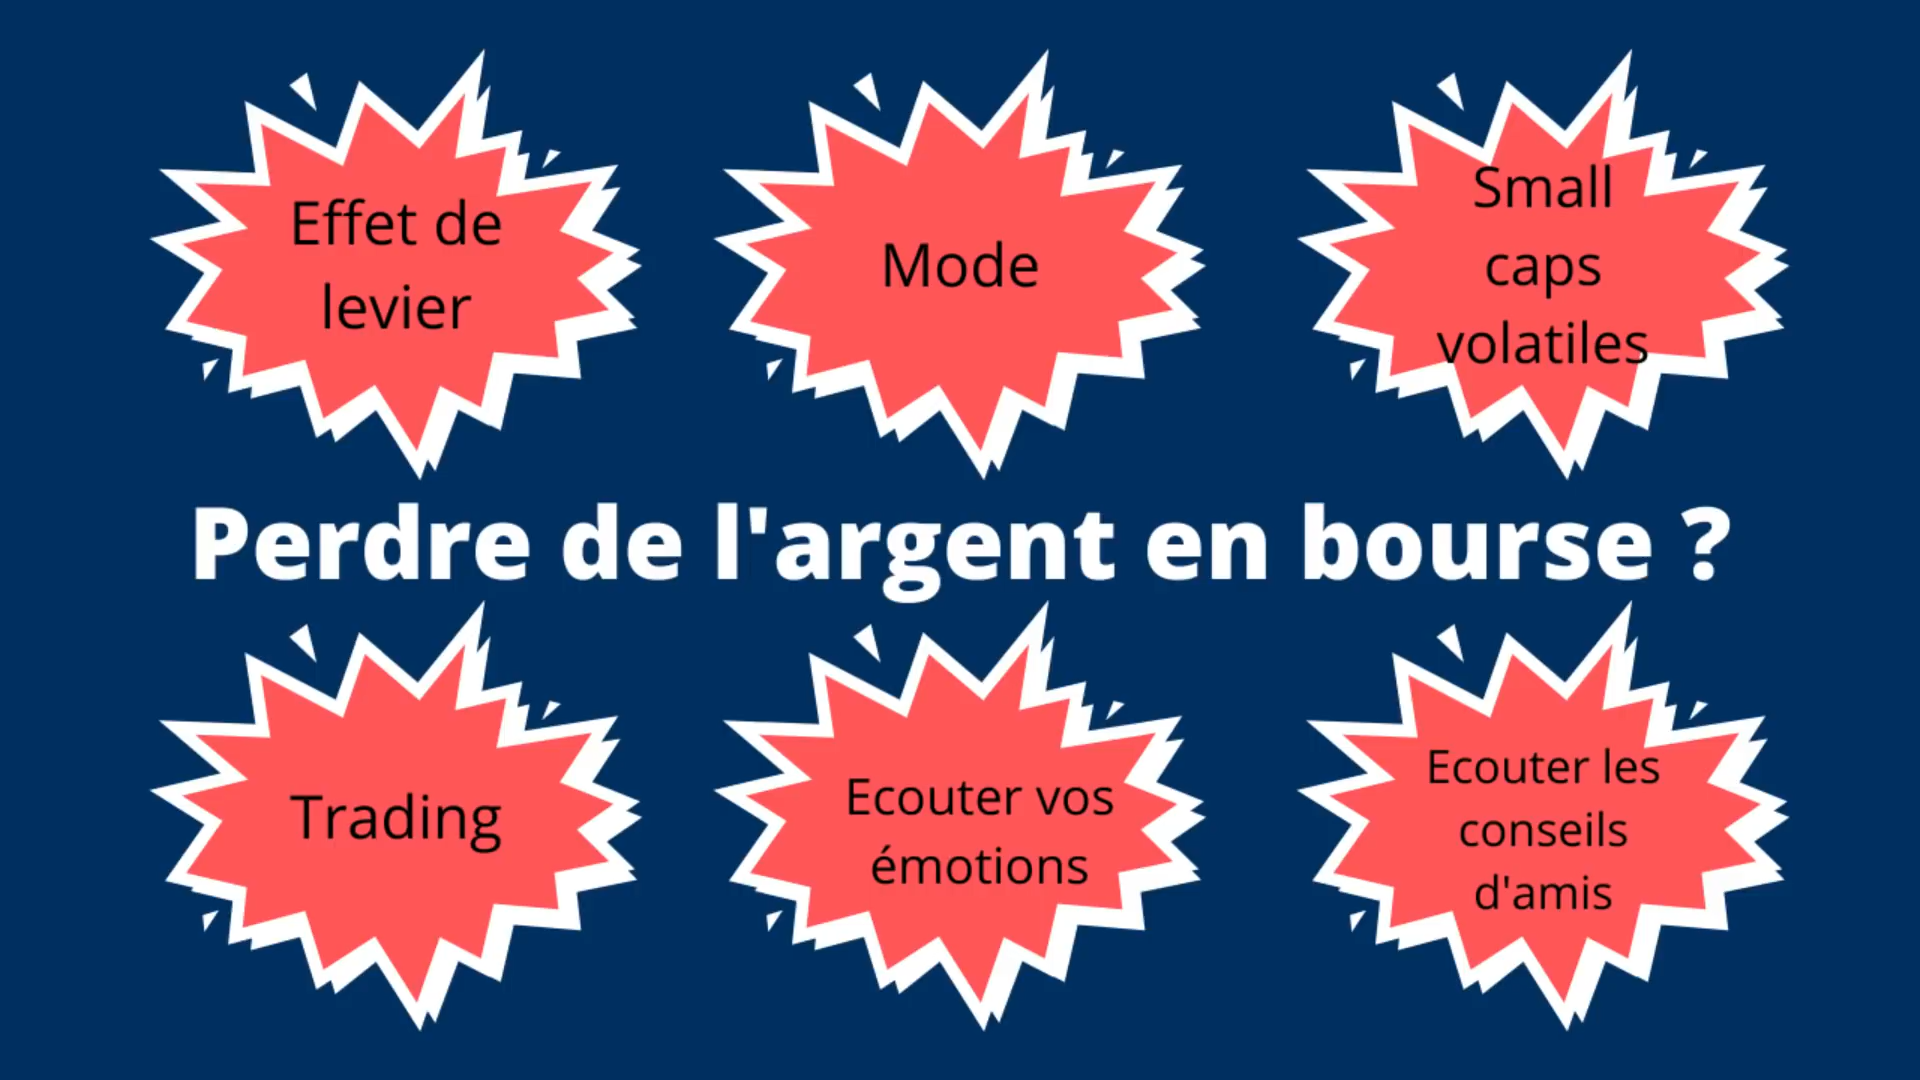 Effet de
levier
Mode
Small
caps
volatiles
Perdre de l'argent en bourse ?
Trading
Ecouter vos
émotions
Ecouter les
conseils
d'amis